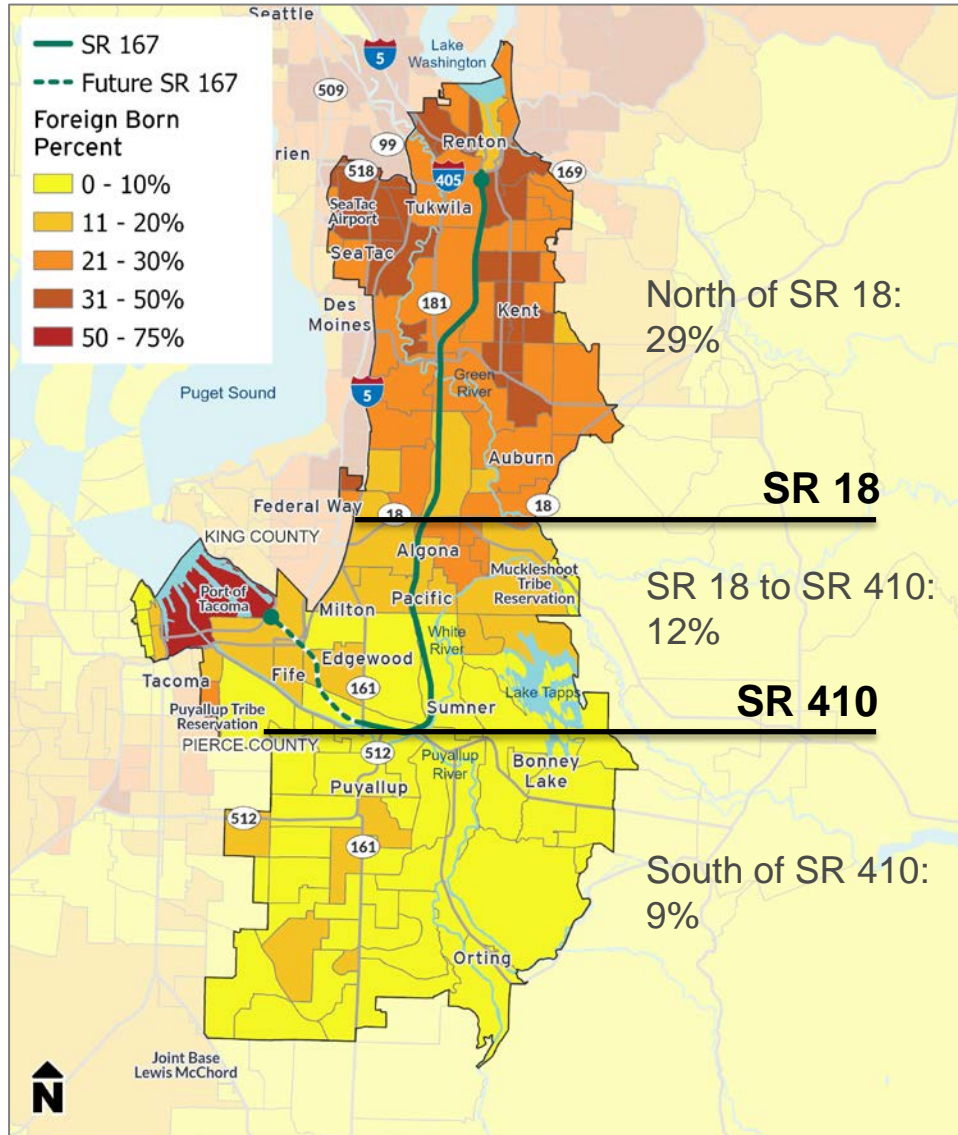 Seattle
SR 167
Future SR 167
Foreign Born
Percent
0 - 10%
11 - 20%
21 - 30%
31 - 50%
50 - 75%
5
Lake
Washington
509
99
rien
518
Renton
405
169
SeaTac
Airport
Tukwila
SeaTac
181
Des
Moines
Kent
North of SR 18:
29%
5
Green
River
Puget Sound
Auburn
SR 18
Federal Way
18
18
KING COUNTY
Algona
Muckleshoot
Tribe
Reservation
SR 18 to SR 410:
12%
Port of
Tacoma
Milton
Pacific
White
River
Edgewood
Fife
161
Tacoma
Lake Tapps
Sumner
SR 410
Puyallup Tribe
Reservation
PIERCE COUNTY
512
Puyallup
River
Bonney
Lake
Puyallup
512
161
South of SR 410:
9%
Orting
Joint Base
Lewis McChord
N